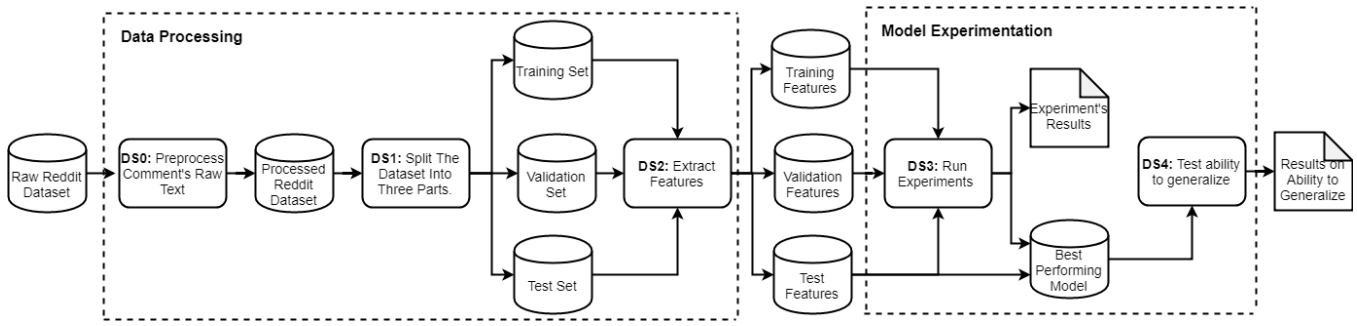 Data Processing
Model Experimentation
Raw Reddit
Dataset
DS0: Preprocess
Comment's Raw
Text
Processed
Reddit
Dataset
DS1: Split The
Dataset Into
Three Parts.
Training Set
Validation
Set
Test Set
DS2: Extract
Features
Training
Features
Validation
Features
Test
Features
DS3: Run
Experiments
Experiment's
Results
Best
Performing
Model
DS4: Test ability
to generalize
Results on
Ability to
Generalize